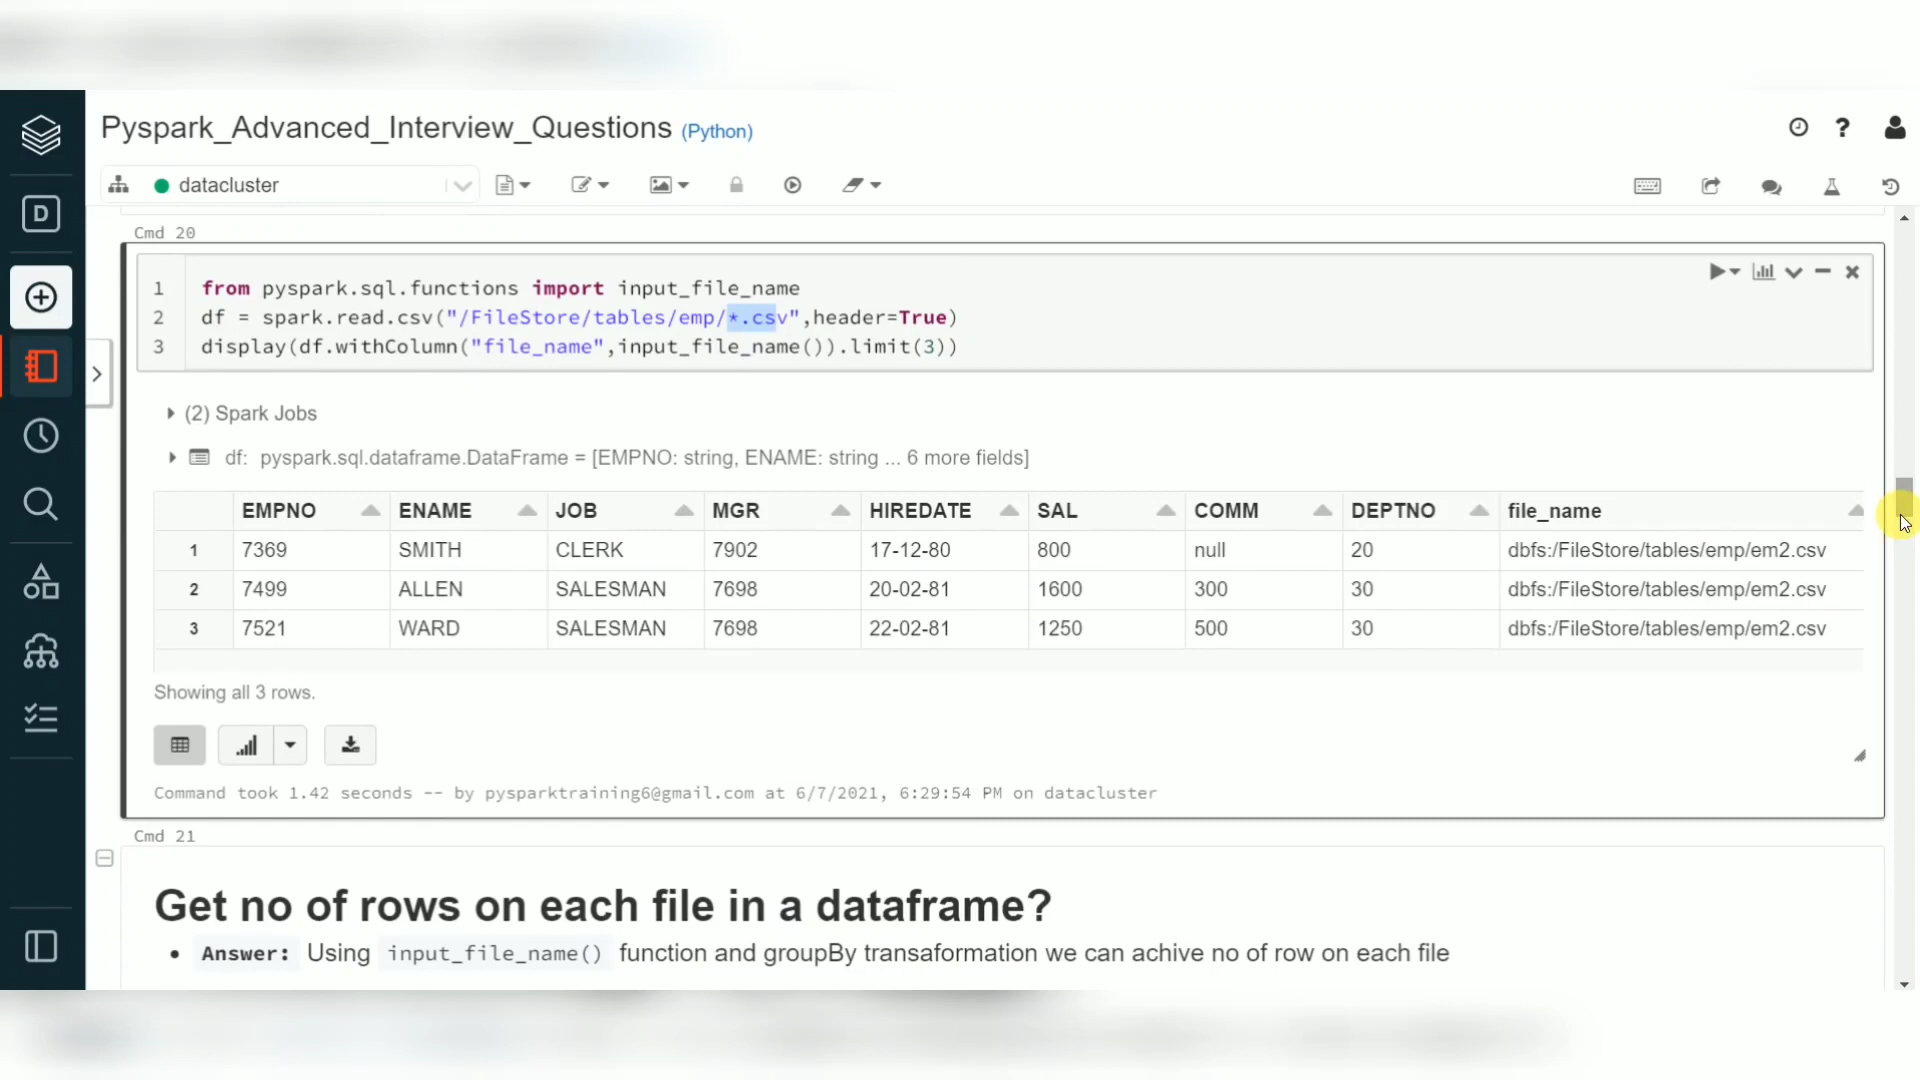 Pyspark_Advanced_Interview_Questions (Python)
datacluster
D
Cmd 20
1 from pyspark.sql.functions import input_file_name
2 df = spark.read.csv("/FileStore/tables/emp/*.csv",header=True)
3 display(df.withColumn("file_name",input_file_name()).limit(3))
(2) Spark Jobs
df: pyspark.sql.dataframe.DataFrame = [EMPNO: string, ENAME: string ... 6 more fields]
EMPNO ENAME JOB MGR HIREDATE SAL COMM DEPTNO file_name
1 7369 SMITH CLERK 7902 17-12-80 800 null 20 dbfs:/FileStore/tables/emp/em2.csv
2 7499 ALLEN SALESMAN 7698 20-02-81 1600 300 30 dbfs:/FileStore/tables/emp/em2.csv
3 7521 WARD SALESMAN 7698 22-02-81 1250 500 30 dbfs:/FileStore/tables/emp/em2.csv
Showing all 3 rows.
Command took 1.42 seconds -- by pysparktraining6@gmail.com at 6/7/2021, 6:29:54 PM on datacluster
Cmd 21
Get no of rows on each file in a dataframe?
• Answer: Using input_file_name() function and groupBy transaformation we can achive no of row on each file